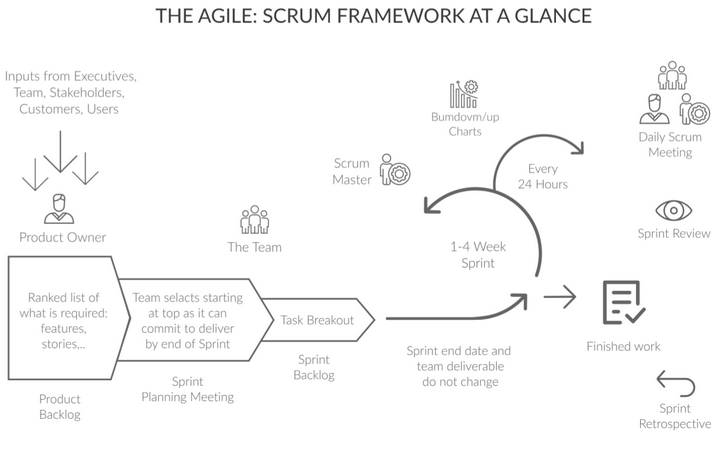 THE AGILE: SCRUM FRAMEWORK AT A GLANCE
Inputs from Executives,
Team, Stakeholders,
Customers, Users
Product Owner
Ranked list of
what is required:
features,
stories,..
Product
Backlog
The Team
Team selacts starting
at top as it can
commit to deliver
by end of Sprint
Sprint
Planning Meeting
Task Breakout
Sprint
Backlog
Scrum
Master
Bumdovm/up
Charts
Every
24 Hours
1-4 Week
Sprint
Sprint end date and
team deliverable
do not change
Daily Scrum
Meeting
Sprint Review
Finished work
Sprint
Retrospective